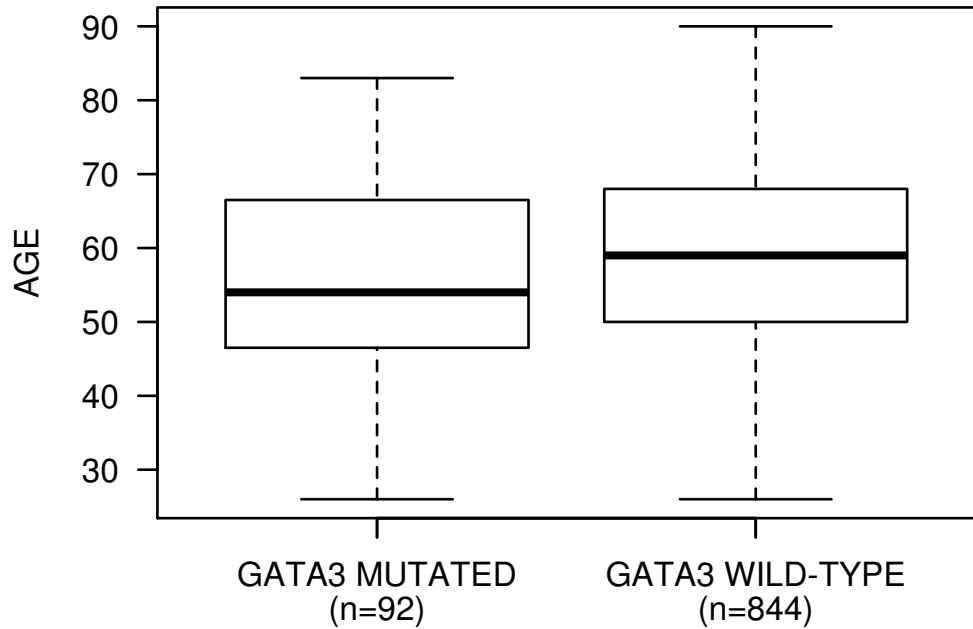 90
80
70
60
50
40
30
AGE
GATA3 MUTATED
(n=92)
GATA3 WILD-TYPE
(n=844)